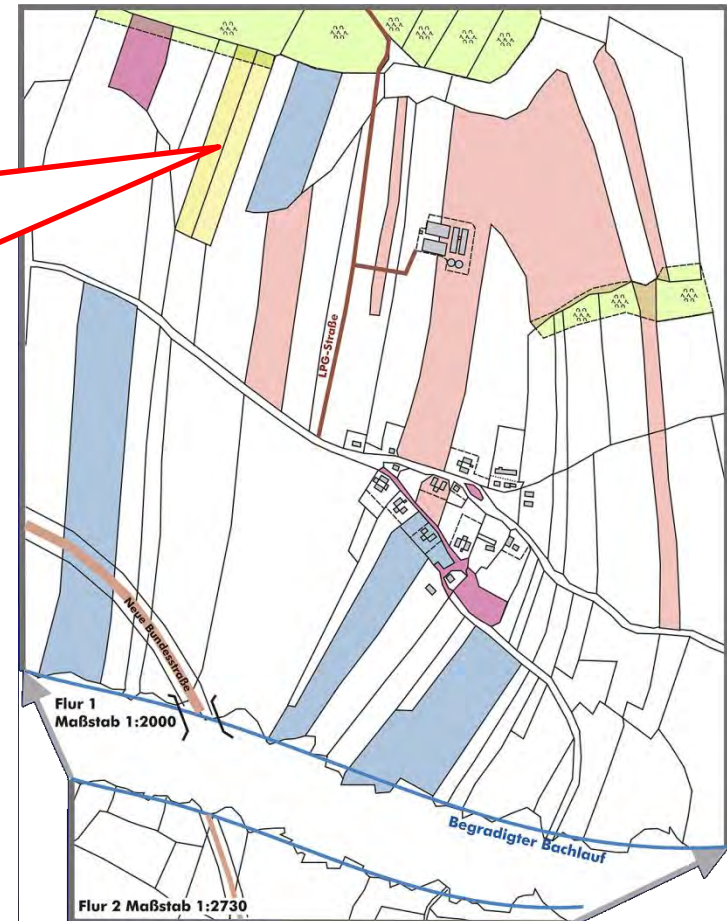 LPG-Straße
Neue Bundesstraße
Flur 1
Maßstab 1:2000
Begradigter Bachlauf
Flur 2 Maßstab 1:2730